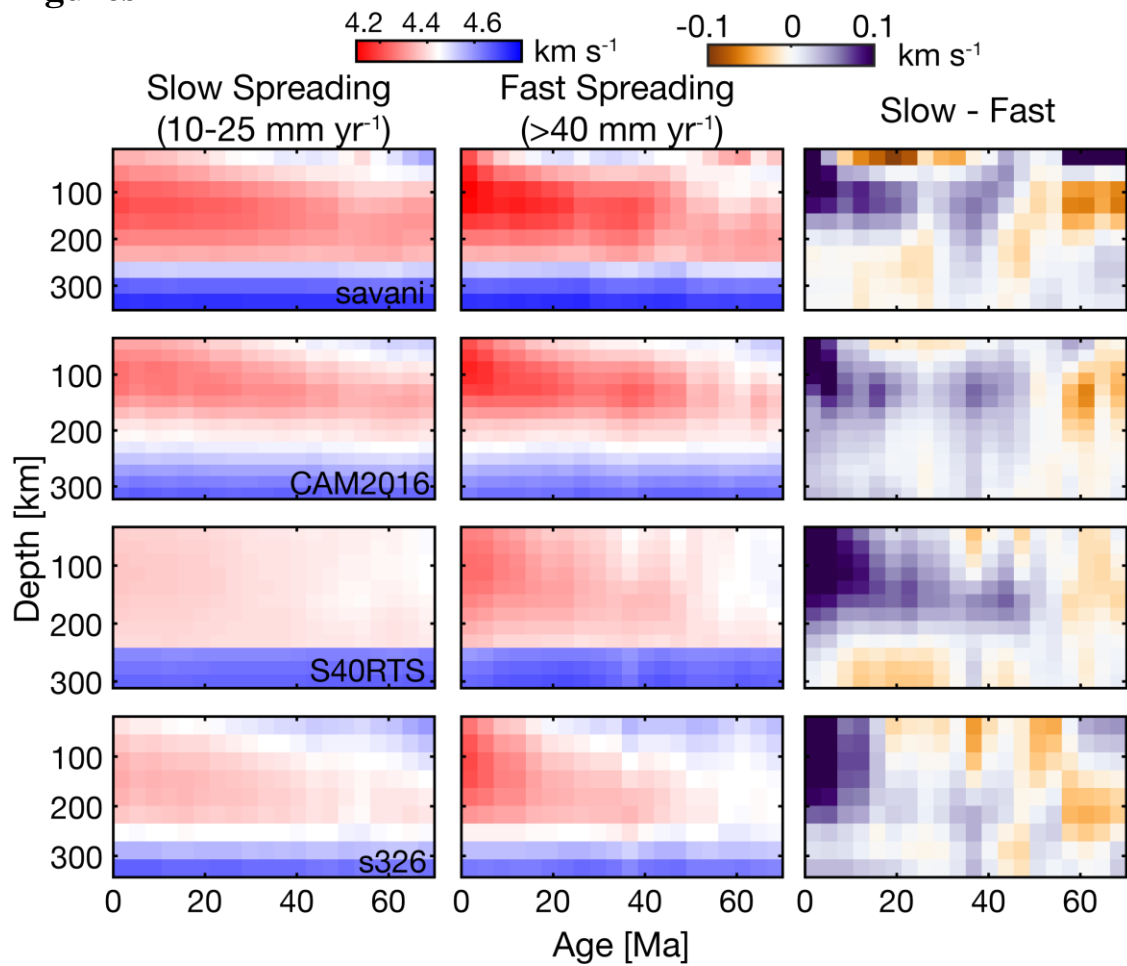 4.2 4.4 4.6 km s⁻¹
-0.1 0 0.1 km s⁻¹
Slow Spreading
(10-25 mm yr⁻¹)
Fast Spreading
(>40 mm yr⁻¹)
Slow - Fast
100
200
300
savani
100
200
300
CAM2016
100
200
300
S40RTS
100
200
300
s326
Depth [km]
0 20 40 60
0 20 40 60
0 20 40 60
Age [Ma]